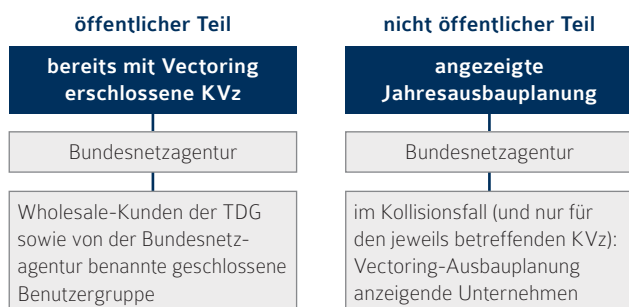 öffentlicher Teil
bereits mit Vectoring
erschlossene KVz
Bundesnetzagentur
Wholesale-Kunden der TDG
sowie von der Bundesnetz-
agentur benannte geschlossene
Benutzergruppe
nicht öffentlicher Teil
angezeigte
Jahresausbauplanung
Bundesnetzagentur
im Kollisionsfall (und nur für
den jeweils betreffenden KVz):
Vectoring-Ausbauplanung
anzeigende Unternehmen